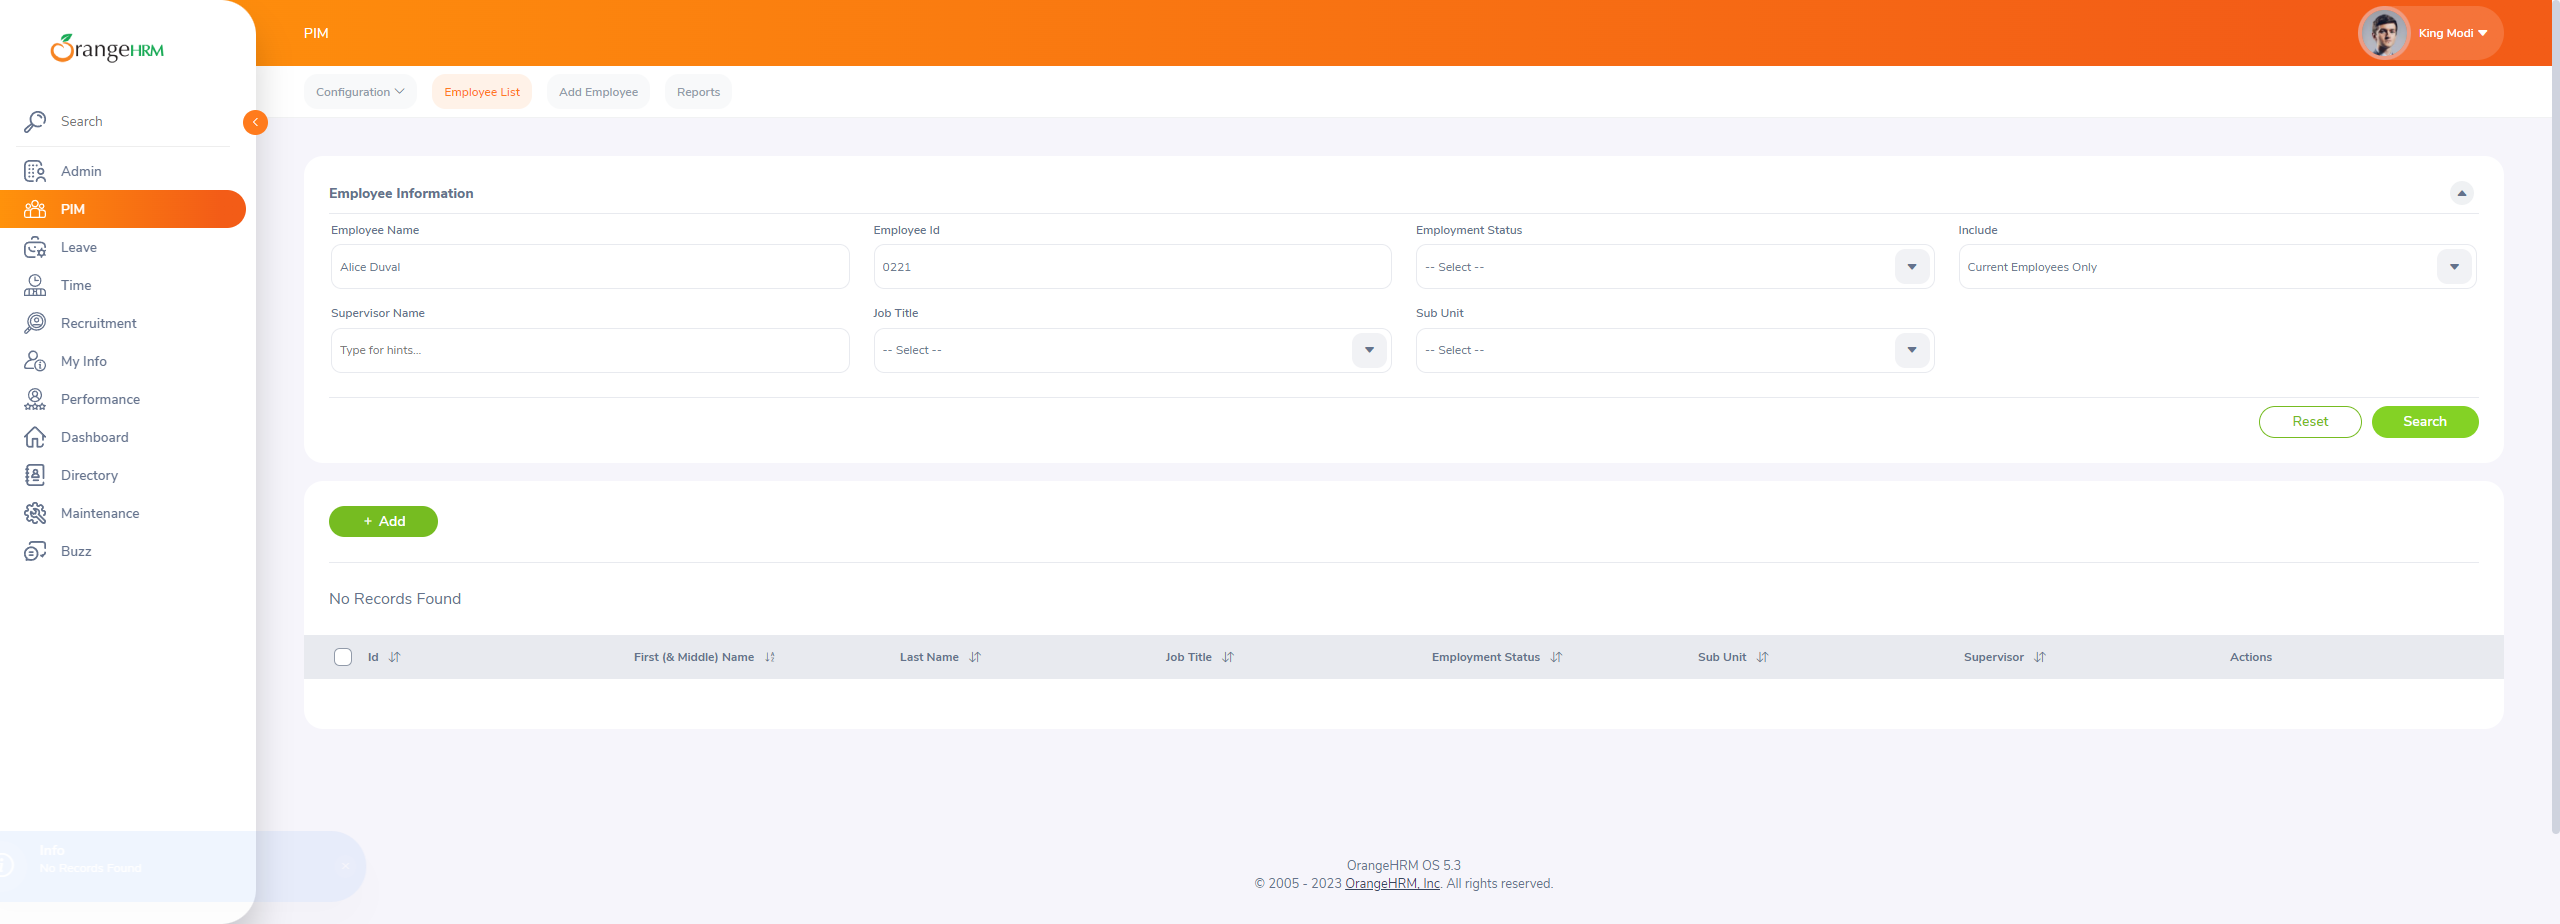 OrangeHRM
PIM
King Modi
Configuration
Employee List
Add Employee
Reports
Search
Admin
PIM
Leave
Time
Recruitment
My Info
Performance
Dashboard
Directory
Maintenance
Buzz
Employee Information
Employee Name
Employee Id
Employment Status
Include
Alice Duval
0221
-- Select --
Current Employees Only
Supervisor Name
Job Title
Sub Unit
Type for hints...
-- Select --
-- Select --
Reset
Search
+ Add
No Records Found
Id
First (& Middle) Name
Last Name
Job Title
Employment Status
Sub Unit
Supervisor
Actions
Info
No Records Found
OrangeHRM OS 5.3
© 2005 - 2023 OrangeHRM, Inc. All rights reserved.